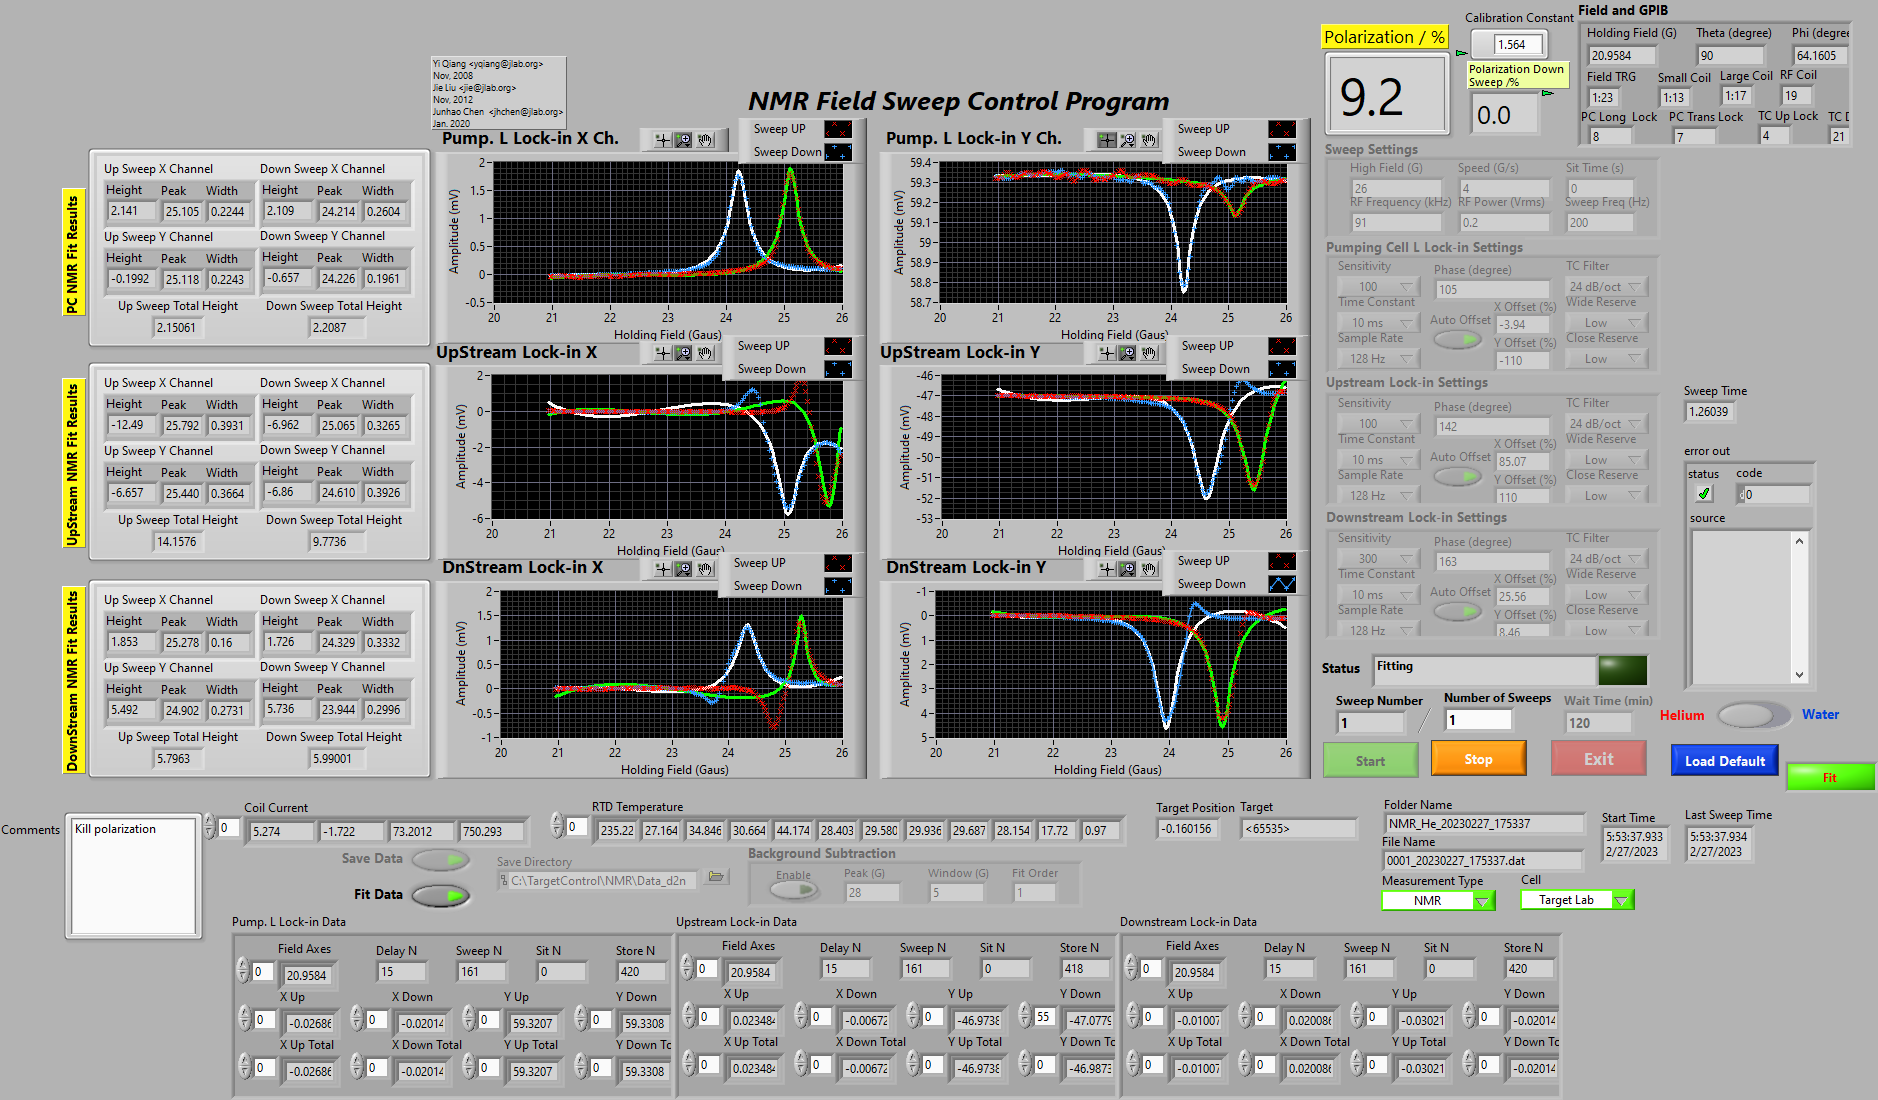 Yi Qiang <yqiang@jlab.org>
Nov, 2008
Jie Liu <jie@jlab.org>
Nov, 2012
Junhao Chen <jhchen@jlab.org>
Jan. 2020
NMR Field Sweep Control Program
Polarization / %
9.2
Calibration Constant
1.564
Polarization Down
Sweep /%
0.0
Field and GPIB
Holding Field (G) Theta (degree) Phi (degree
20.9584 90 64.1605
Field TRG Small Coil Large Coil RF Coil
1:23 1:13 1:17 19
PC Long Lock PC Trans Lock TC Up Lock TC D
8 7 4 21
PC NMR Fit Results
Up Sweep X Channel Down Sweep X Channel
Height Peak Width Height Peak Width
2.141 25.105 0.2244 2.109 24.214 0.2604
Up Sweep Y Channel Down Sweep Y Channel
Height Peak Width Height Peak Width
-0.1992 25.118 0.2243 -0.657 24.226 0.1961
Up Sweep Total Height Down Sweep Total Height
2.15061 2.2087
UpStream NMR Fit Results
Up Sweep X Channel Down Sweep X Channel
Height Peak Width Height Peak Width
-12.49 25.792 0.3931 -6.962 25.065 0.3265
Up Sweep Y Channel Down Sweep Y Channel
Height Peak Width Height Peak Width
-6.657 25.440 0.3664 -6.86 24.610 0.3926
Up Sweep Total Height Down Sweep Total Height
14.1576 9.7736
DownStream NMR Fit Results
Up Sweep X Channel Down Sweep X Channel
Height Peak Width Height Peak Width
1.853 25.278 0.16 1.726 24.329 0.3332
Up Sweep Y Channel Down Sweep Y Channel
Height Peak Width Height Peak Width
5.492 24.902 0.2731 5.736 23.944 0.2996
Up Sweep Total Height Down Sweep Total Height
5.7963 5.99001
Pump. L Lock-in X Ch.
Sweep UP
Sweep Down
Amplitude (mV)
2
1.5
1
0.5
0
-0.5
20 21 22 23 24 25 26
Holding Field (Gaus)
Pump. L Lock-in Y Ch.
Sweep UP
Sweep Down
Amplitude (mV)
59.4
59.3
59.2
59.1
59
58.9
58.8
58.7
20 21 22 23 24 25 26
Holding Field (Gaus)
UpStream Lock-in X
Sweep UP
Sweep Down
Amplitude (mV)
2
0
-2
-4
-6
20 21 22 23 24 25 26
Holding Field (Gaus)
UpStream Lock-in Y
Sweep UP
Sweep Down
Amplitude (mV)
-46
-47
-48
-49
-50
-51
-52
-53
20 21 22 23 24 25 26
Holding Field (Gaus)
DnStream Lock-in X
Sweep UP
Sweep Down
Amplitude (mV)
2
1.5
1
0.5
0
-0.5
-1
20 21 22 23 24 25 26
Holding Field (Gaus)
DnStream Lock-in Y
Sweep UP
Sweep Down
Amplitude (mV)
-1
0
1
2
3
4
5
20 21 22 23 24 25 26
Holding Field (Gaus)
Sweep Settings
High Field (G) Speed (G/s) Sit Time (s)
26 4 0
RF Frequency (kHz) RF Power (Vrms) Sweep Freq (Hz)
91 0.2 200
Pumping Cell L Lock-in Settings
Sensitivity Phase (degree) TC Filter
100 105 24 dB/oct
Time Constant X Offset (%) Wide Reserve
10 ms Auto Offset -3.94 Low
Sample Rate Y Offset (%) Close Reserve
128 Hz -110 Low
Upstream Lock-in Settings
Sensitivity Phase (degree) TC Filter
100 142 24 dB/oct
Time Constant X Offset (%) Wide Reserve
10 ms Auto Offset 85.07 Low
Sample Rate Y Offset (%) Close Reserve
128 Hz 110 Low
Downstream Lock-in Settings
Sensitivity Phase (degree) TC Filter
300 163 24 dB/oct
Time Constant X Offset (%) Wide Reserve
10 ms Auto Offset 25.56 Low
Sample Rate Y Offset (%) Close Reserve
128 Hz 8.46 Low
Sweep Time
1.26039
error out
status code
0
source
Status Fitting
Sweep Number Number of Sweeps Wait Time (min)
1 / 1 120
Helium Water
Start Stop Exit Load Default Fit
Comments
Kill polarization
Coil Current
0 5.274 -1.722 73.2012 750.293
RTD Temperature
0 235.22 27.164 34.846 30.664 44.174 28.403 29.580 29.936 29.687 28.154 17.72 0.97
Target Position Target
-0.160156 <65535>
Save Data
Fit Data
Save Directory
C:\TargetControl\NMR\Data_d2n
Background Subtraction
Enable Peak (G) Window (G) Fit Order
28 5 1
Folder Name
NMR_He_20230227_175337
File Name
0001_20230227_175337.dat
Measurement Type Cell
NMR Target Lab
Start Time Last Sweep Time
5:53:37.933 5:53:37.934
2/27/2023 2/27/2023
Pump. L Lock-in Data
Field Axes Delay N Sweep N Sit N Store N
0 20.9584 15 161 0 420
X Up X Down Y Up Y Down
0 -0.02686 0 -0.02014 0 59.3207 0 59.3308
X Up Total X Down Total Y Up Total Y Down To
0 -0.02686 0 -0.02014 0 59.3207 0 59.3308
Upstream Lock-in Data
Field Axes Delay N Sweep N Sit N Store N
0 20.9584 15 161 0 418
X Up X Down Y Up Y Down
0 0.023484 0 -0.00672 0 -46.9738 55 -47.0779
X Up Total X Down Total Y Up Total Y Down To
0 0.023484 0 -0.00672 0 -46.9738 0 -46.9873
Downstream Lock-in Data
Field Axes Delay N Sweep N Sit N Store N
0 20.9584 15 161 0 420
X Up X Down Y Up Y Down
0 -0.01007 0 0.020086 0 -0.03021 0 -0.02014
X Up Total X Down Total Y Up Total Y Down To
0 -0.01007 0 0.020086 0 -0.03021 0 -0.02014